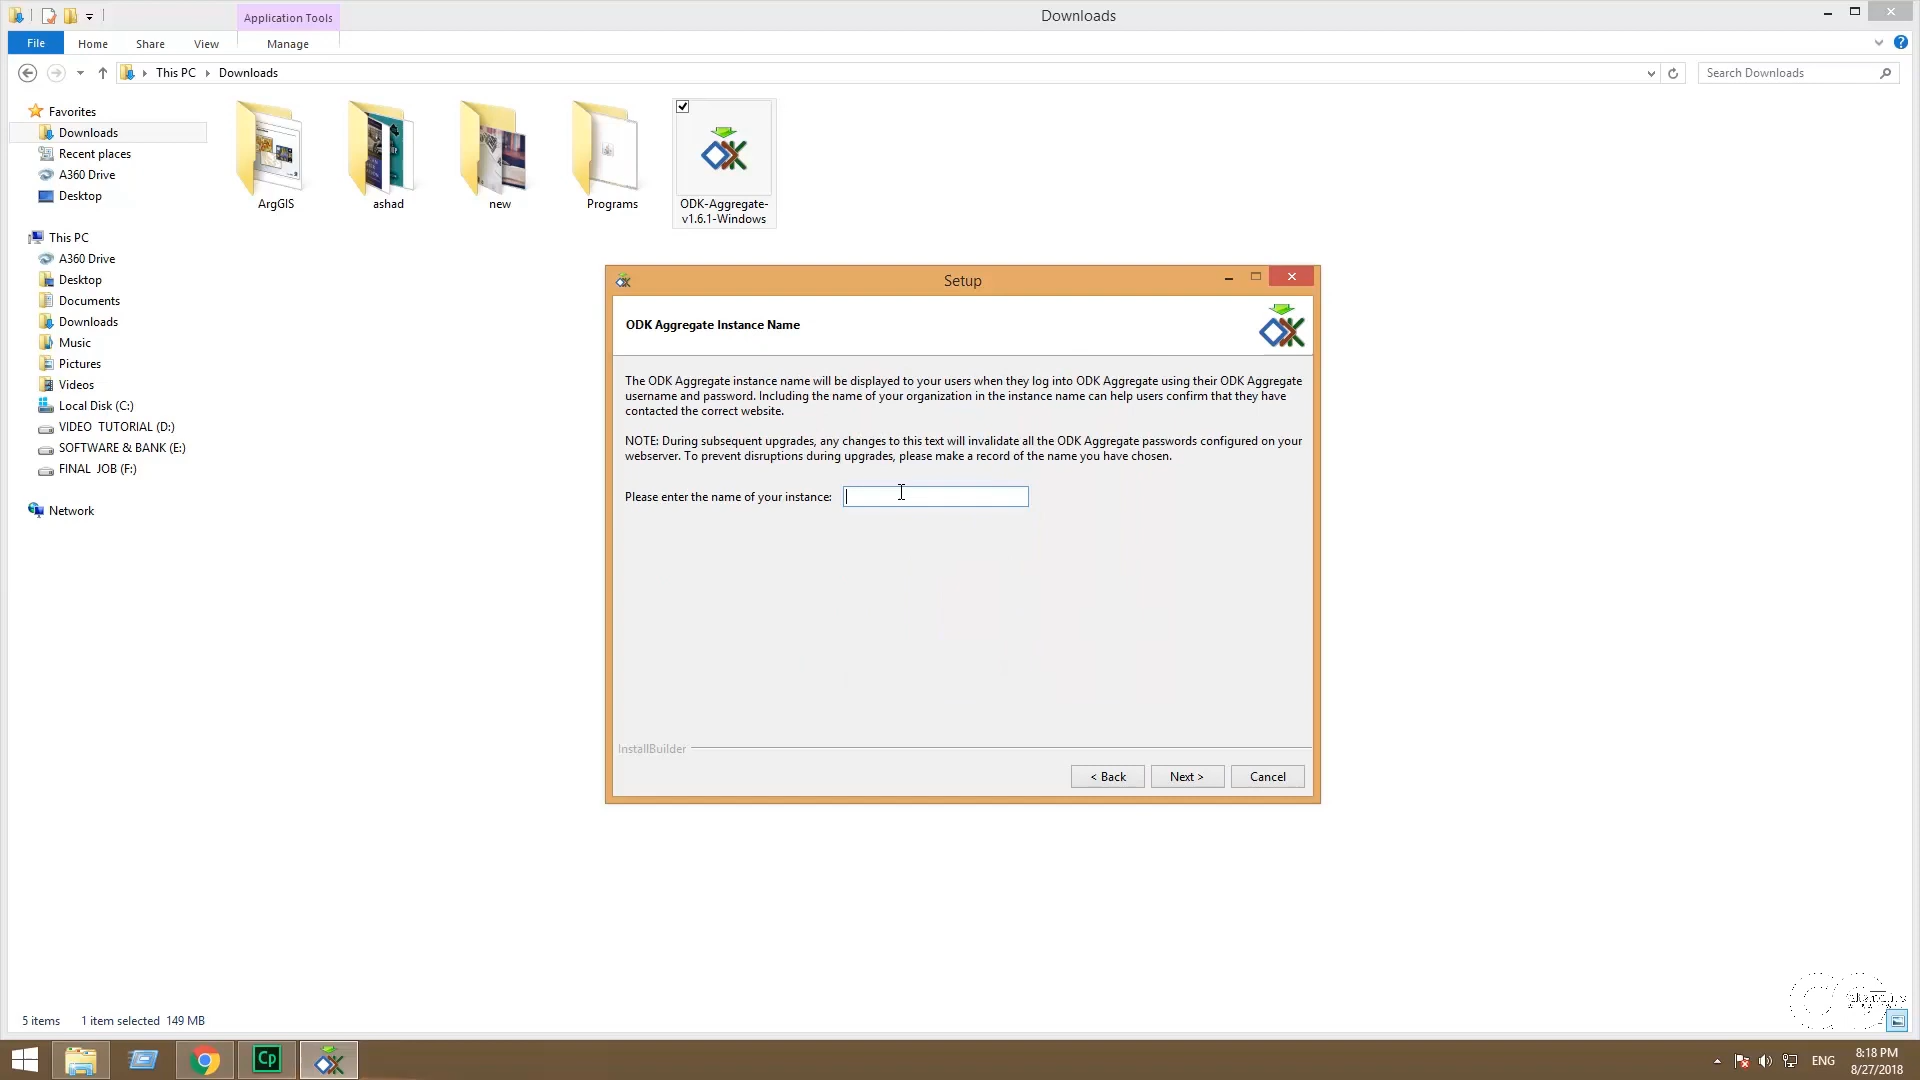 Application Tools
Downloads
File
Home
Share
View
Manage
This PC
Downloads
Search Downloads
Favorites
Downloads
Recent places
A360 Drive
Desktop
This PC
A360 Drive
Desktop
Documents
Downloads
Music
Pictures
Videos
Local Disk (C:)
VIDEO TUTORIAL (D:)
SOFTWARE & BANK (E:)
FINAL JOB (F:)
Network
ArgGIS
ashad
new
Programs
ODK-Aggregate-
v1.6.1-Windows
Setup
ODK Aggregate Instance Name
The ODK Aggregate instance name will be displayed to your users when they log into ODK Aggregate using their ODK Aggregate
username and password. Including the name of your organization in the instance name can help users confirm that they have
contacted the correct website.
NOTE: During subsequent upgrades, any changes to this text will invalidate all the ODK Aggregate passwords configured on your
webserver. To prevent disruptions during upgrades, please make a record of the name you have chosen.
Please enter the name of your instance:
InstallBuilder
< Back
Next >
Cancel
5 items
1 item selected 149 MB
Cp
ENG
8:18 PM
8/27/2018